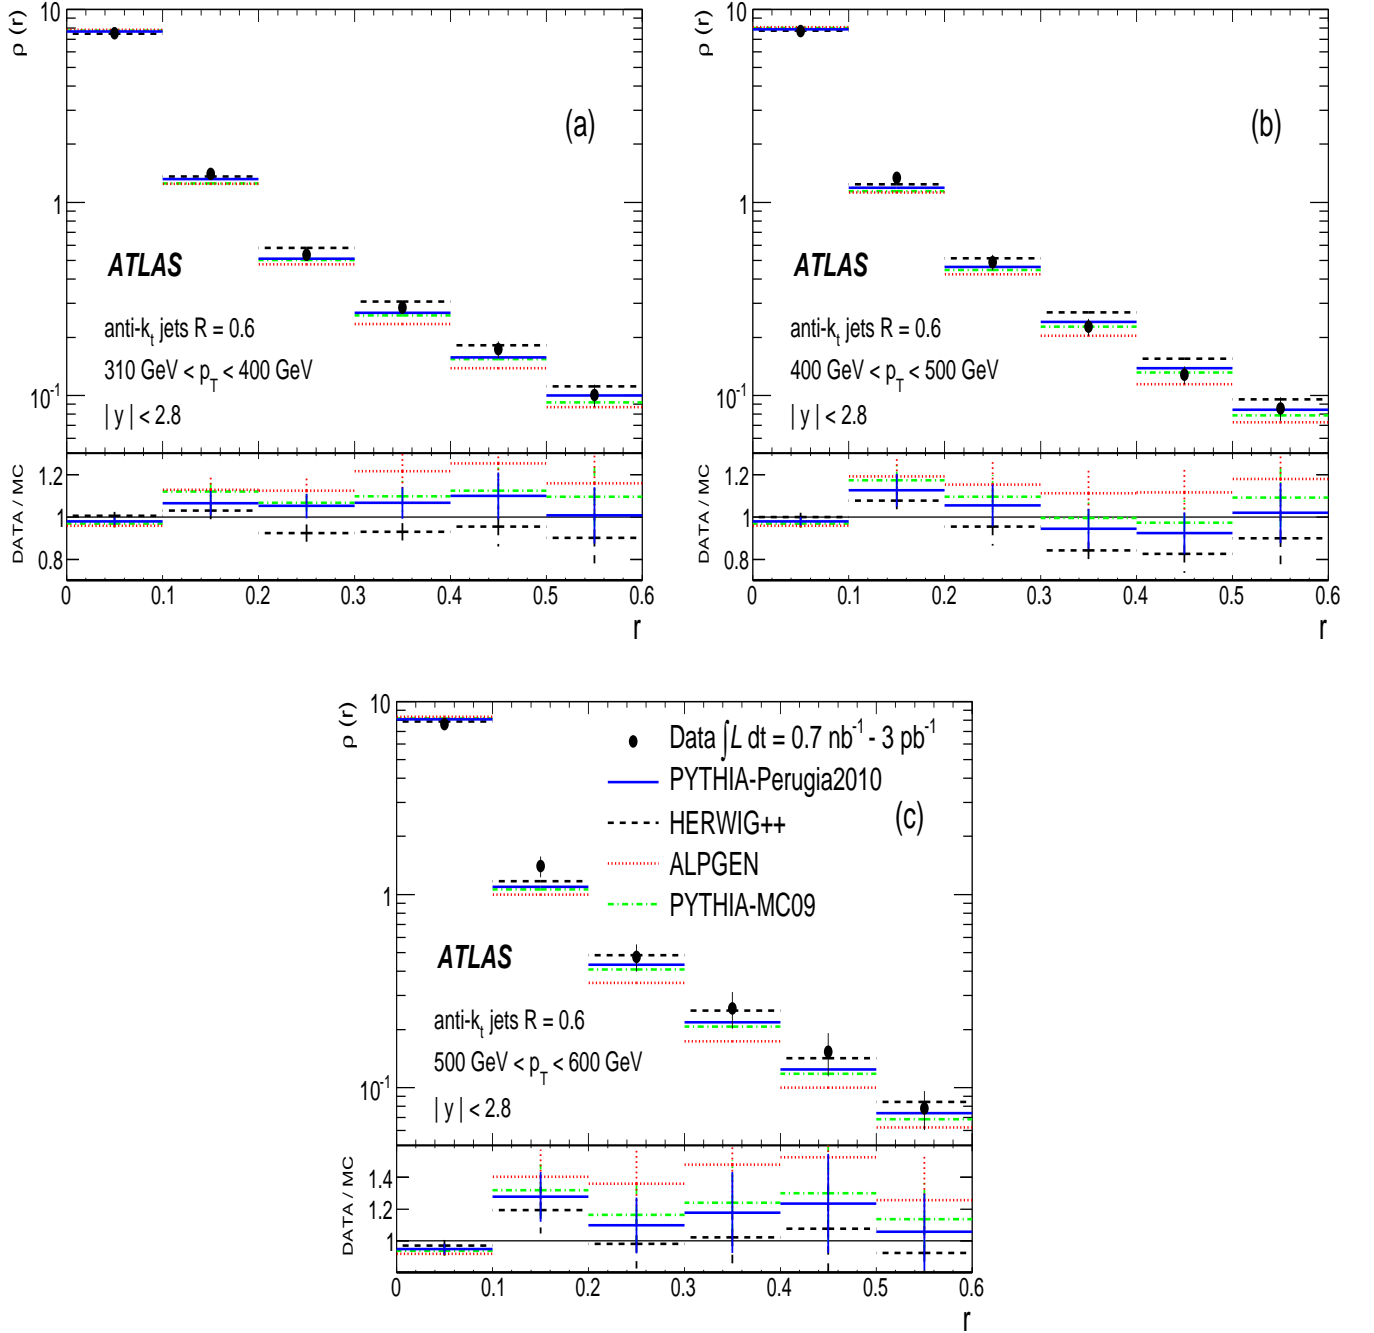 ρ (r)
10
1
10⁻¹
(a)
ATLAS
anti-kₜ jets R = 0.6
310 GeV < p_T < 400 GeV
| y | < 2.8
DATA / MC
1.2
1
0.8
0 0.1 0.2 0.3 0.4 0.5 0.6
r
ρ (r)
10
1
10⁻¹
(b)
ATLAS
anti-kₜ jets R = 0.6
400 GeV < p_T < 500 GeV
| y | < 2.8
DATA / MC
1.2
1
0.8
0 0.1 0.2 0.3 0.4 0.5 0.6
r
ρ (r)
10
1
10⁻¹
Data ∫L dt = 0.7 nb⁻¹ - 3 pb⁻¹
PYTHIA-Perugia2010
HERWIG++
ALPGEN
PYTHIA-MC09
(c)
ATLAS
anti-kₜ jets R = 0.6
500 GeV < p_T < 600 GeV
| y | < 2.8
DATA / MC
1.4
1.2
1
0 0.1 0.2 0.3 0.4 0.5 0.6
r